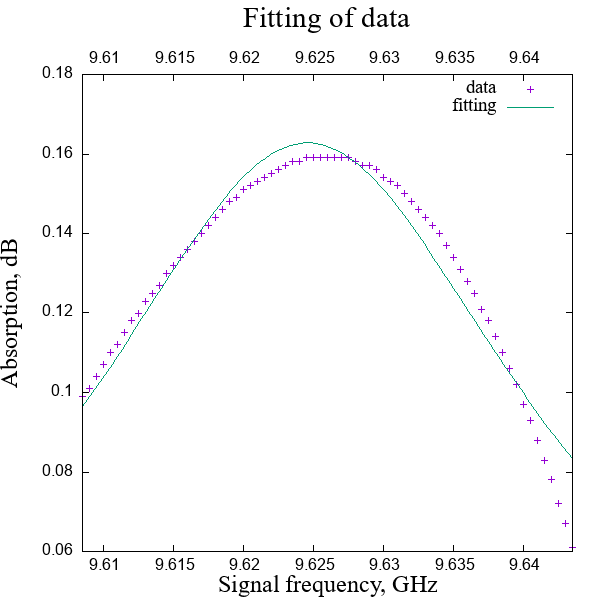 Fitting of data
9.61 9.615 9.62 9.625 9.63 9.635 9.64
0.18
data
fitting
0.16
0.14
0.12
0.1
0.08
0.06
Absorption, dB
9.61 9.615 9.62 9.625 9.63 9.635 9.64
Signal frequency, GHz